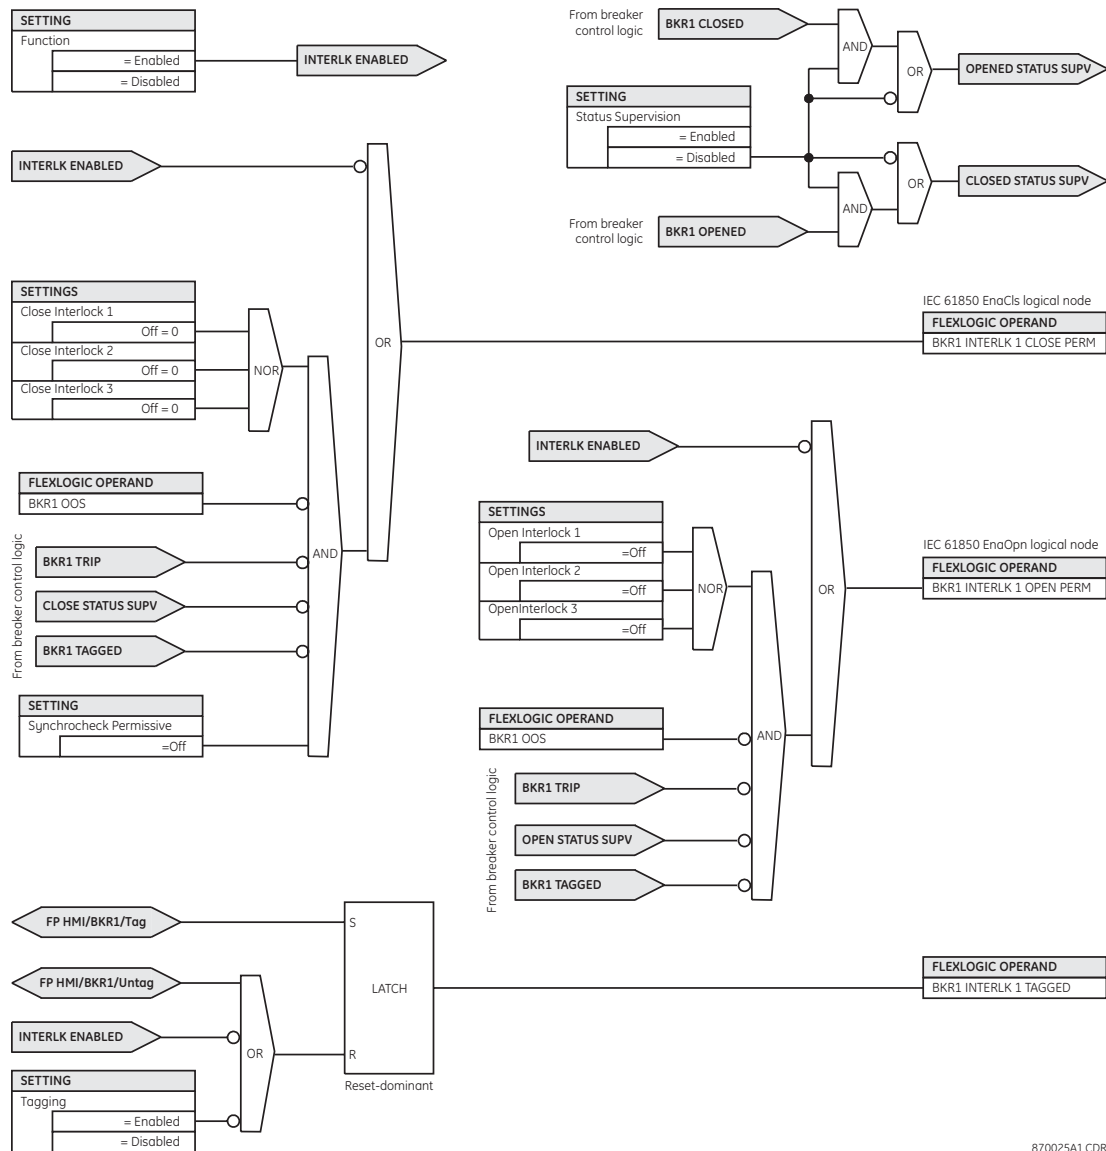 SETTING
Function
= Enabled
= Disabled
INTERLK ENABLED
From breaker
control logic
BKR1 CLOSED
AND
OR
OPENED STATUS SUPV
SETTING
Status Supervision
= Enabled
= Disabled
OR
CLOSED STATUS SUPV
AND
From breaker
control logic
BKR1 OPENED
INTERLK ENABLED
SETTINGS
Close Interlock 1
Off = 0
Close Interlock 2
Off = 0
Close Interlock 3
Off = 0
NOR
OR
IEC 61850 EnaCls logical node
FLEXLOGIC OPERAND
BKR1 INTERLK 1 CLOSE PERM
FLEXLOGIC OPERAND
BKR1 OOS
From breaker control logic
BKR1 TRIP
CLOSE STATUS SUPV
BKR1 TAGGED
AND
SETTING
Synchrocheck Permissive
=Off
INTERLK ENABLED
SETTINGS
Open Interlock 1
=Off
Open Interlock 2
=Off
OpenInterlock 3
=Off
NOR
OR
IEC 61850 EnaOpn logical node
FLEXLOGIC OPERAND
BKR1 INTERLK 1 OPEN PERM
FLEXLOGIC OPERAND
BKR1 OOS
AND
From breaker control logic
BKR1 TRIP
OPEN STATUS SUPV
BKR1 TAGGED
FP HMI/BKR1/Tag
FP HMI/BKR1/Untag
INTERLK ENABLED
OR
SETTING
Tagging
= Enabled
= Disabled
S
LATCH
R
Reset-dominant
FLEXLOGIC OPERAND
BKR1 INTERLK 1 TAGGED
870025A1.CDR